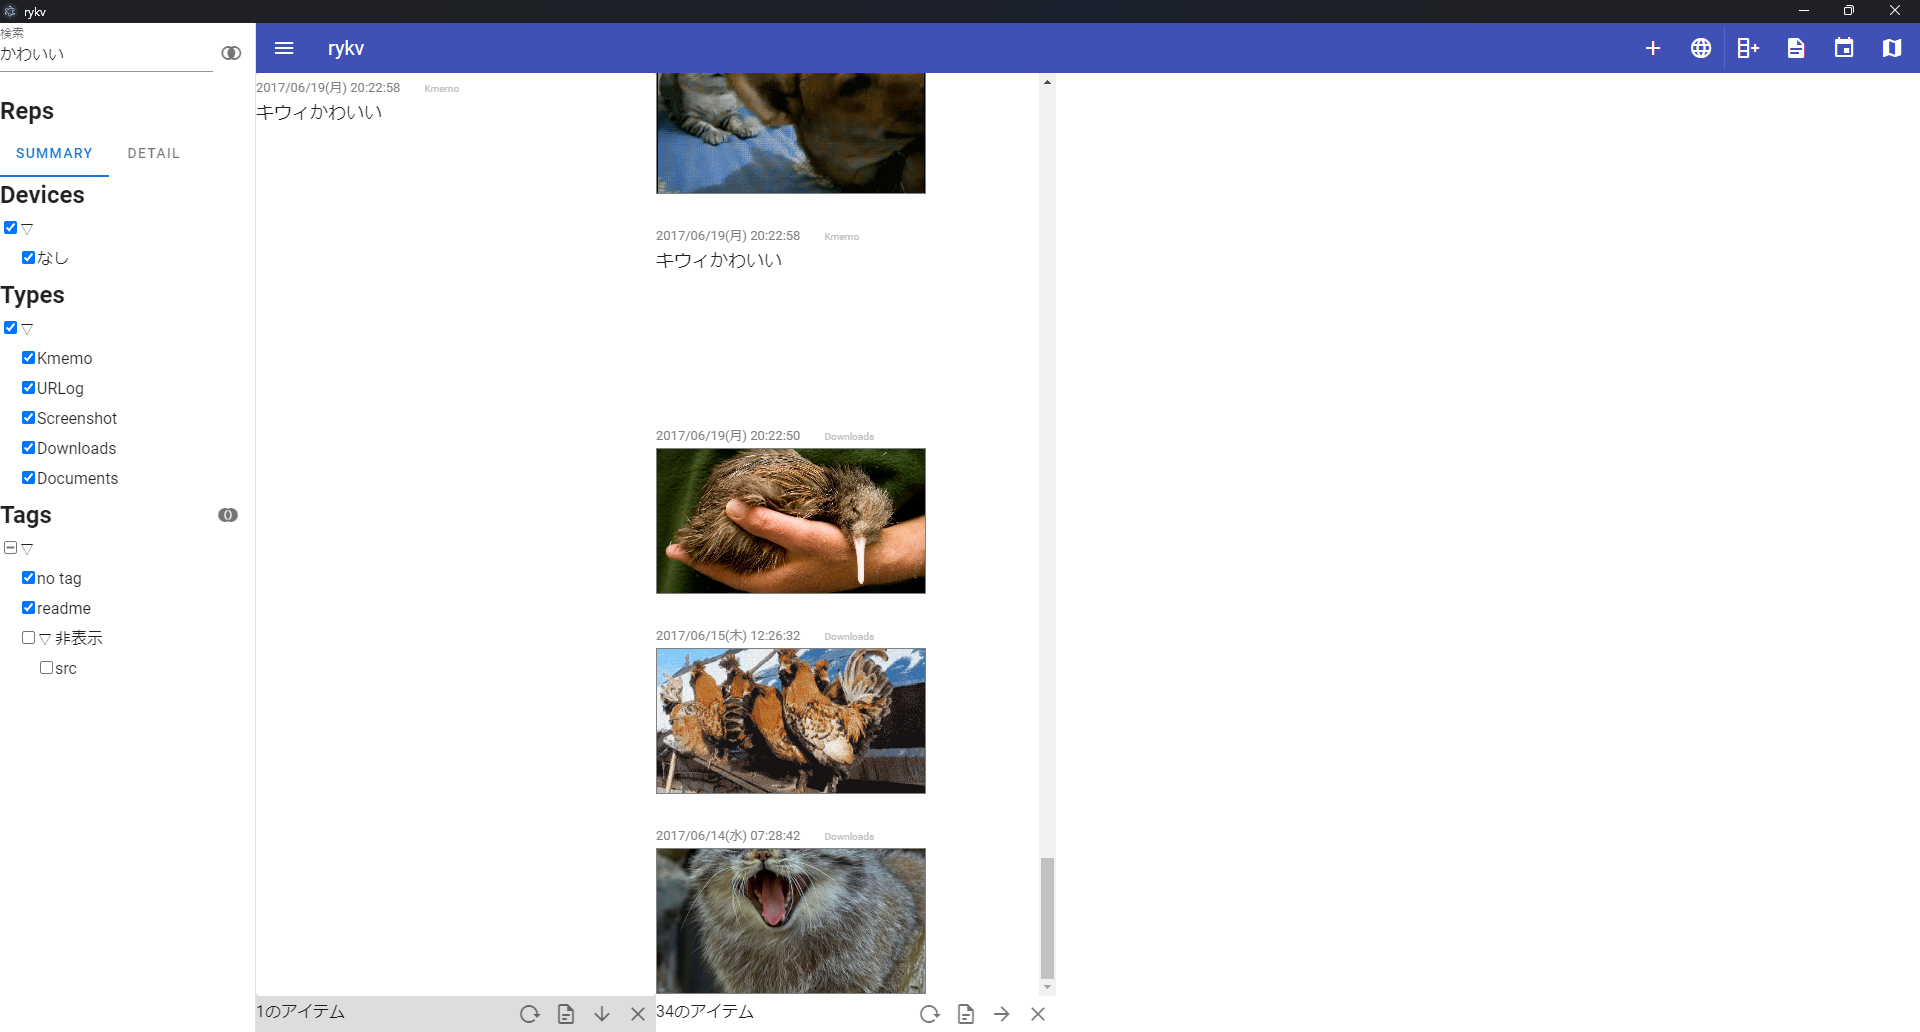 rykv
検索
かわいい
rykv
Reps
SUMMARY DETAIL
Devices
なし
Types
Kmemo
URLog
Screenshot
Downloads
Documents
Tags
no tag
readme
▽ 非表示
src
2017/06/19(月) 20:22:58 Kmemo
キウィかわいい
1のアイテム
2017/06/19(月) 20:22:58 Kmemo
キウィかわいい
2017/06/19(月) 20:22:50 Downloads
2017/06/15(木) 12:26:32 Downloads
2017/06/14(水) 07:28:42 Downloads
34のアイテム